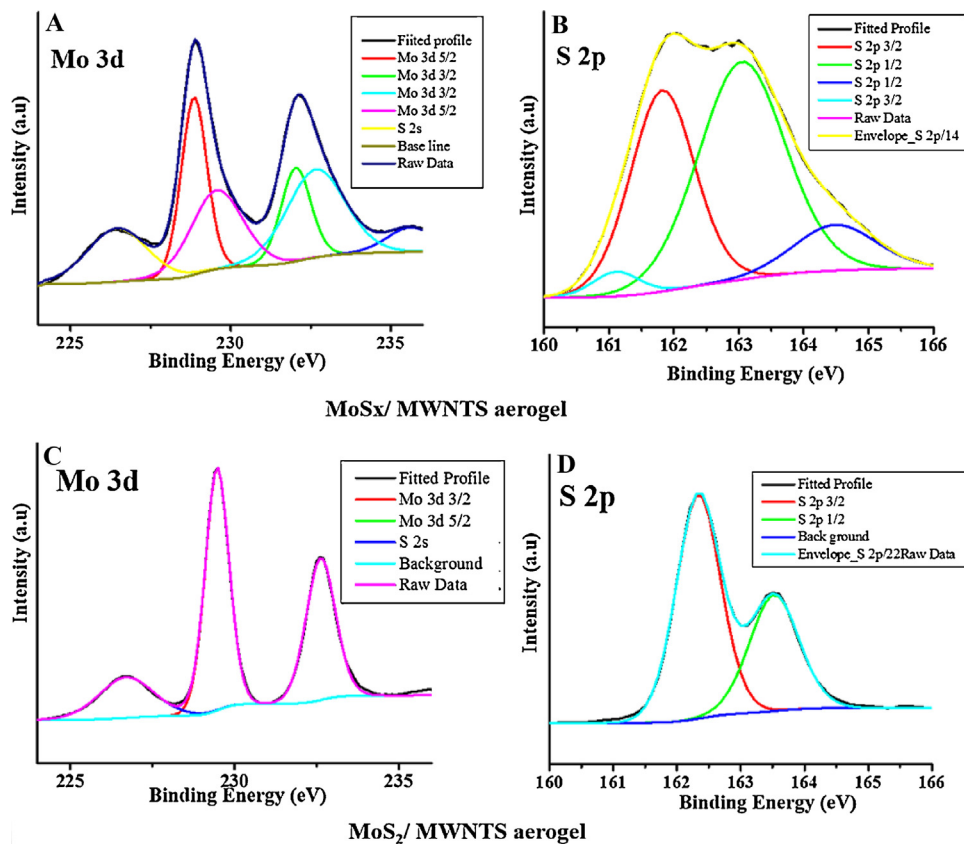 A
Mo 3d
Fiited profile
Mo 3d 5/2
Mo 3d 3/2
Mo 3d 3/2
Mo 3d 5/2
S 2s
Base line
Raw Data
Intensity (a.u)
225 230 235
Binding Energy (eV)
B
S 2p
Fitted Profile
S 2p 3/2
S 2p 1/2
S 2p 1/2
S 2p 3/2
Raw Data
Envelope_S 2p/14
Intensity (a.u)
160 161 162 163 164 165 166
Binding Energy (eV)
MoSx/ MWNTS aerogel
C
Mo 3d
Fitted Profile
Mo 3d 3/2
Mo 3d 5/2
S 2s
Background
Raw Data
Intensity (a.u)
225 230 235
Binding Energy (eV)
D
S 2p
Fitted Profile
S 2p 3/2
S 2p 1/2
Back ground
Envelope_S 2p/22Raw Data
Intensity (a.u)
160 161 162 163 164 165 166
Binding Energy (eV)
MoS₂/ MWNTS aerogel